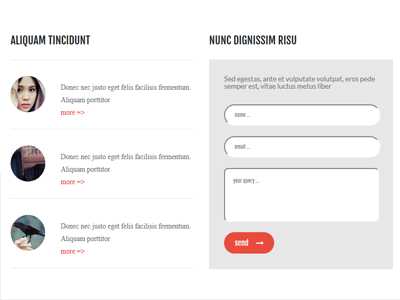 ALIQUAM TINCIDUNT
Donec nec justo eget felis facilisis fermentum.
Aliquam porttitor
more =>
Donec nec justo eget felis facilisis fermentum.
Aliquam porttitor
more =>
Donec nec justo eget felis facilisis fermentum.
Aliquam porttitor
more =>
NUNC DIGNISSIM RISU
Sed egestas, ante et vulputate volutpat, eros pede
semper est, vitae luctus metus liber
name ...
email ...
your query ...
send →